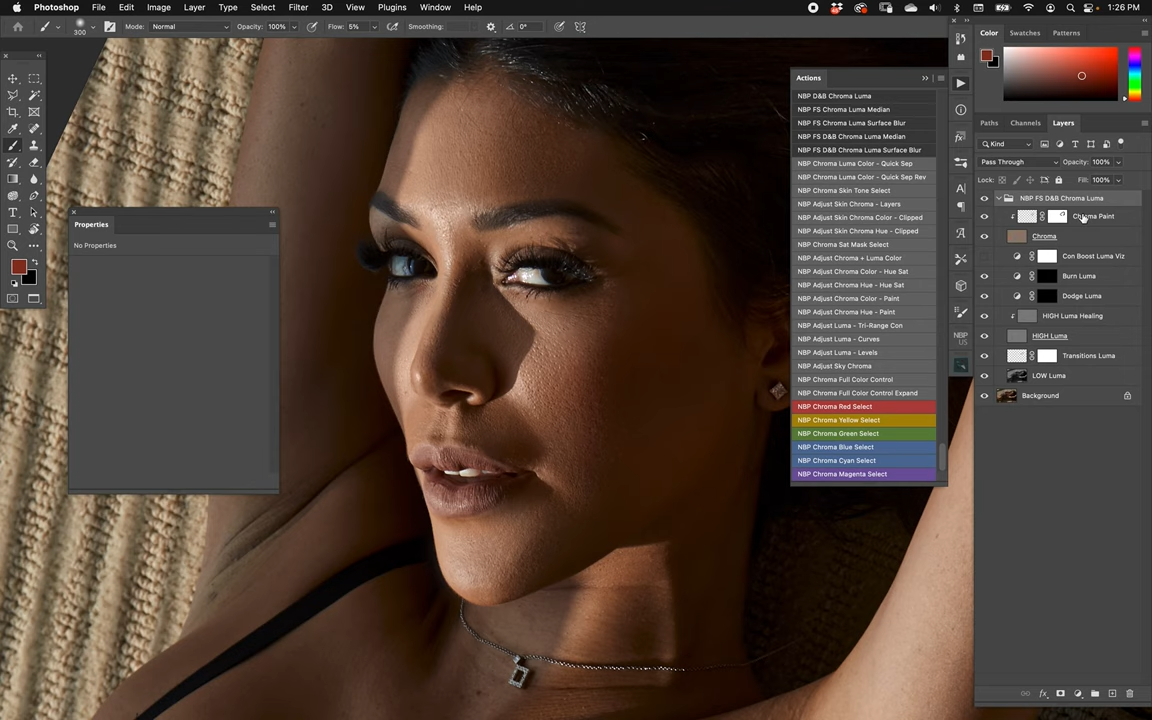 Photoshop File Edit Image Layer Type Select Filter 3D View Plugins Window Help 1:26 PM
300 Mode: Normal Opacity: 100% Flow: 5% Smoothing: 0°
Color Swatches Patterns
Actions
NBP D&B Chroma Luma
NBP FS Chroma Luma Median
NBP FS Chroma Luma Surface Blur
NBP FS D&B Chroma Luma Median
NBP FS D&B Chroma Luma Surface Blur
NBP Chroma Luma Color - Quick Sep
NBP Chroma Luma Color - Quick Sep Rev
NBP Chroma Skin Tone Select
NBP Adjust Skin Chroma - Layers
NBP Adjust Skin Chroma Color - Clipped
NBP Adjust Skin Chroma Hue - Clipped
NBP Chroma Sat Mask Select
NBP Adjust Chroma + Luma Color
NBP Adjust Chroma Color - Hue Sat
NBP Adjust Chroma Hue - Hue Sat
NBP Adjust Chroma Color - Paint
NBP Adjust Chroma Hue - Paint
NBP Adjust Luma - Tri-Range Con
NBP Adjust Luma - Curves
NBP Adjust Luma - Levels
NBP Adjust Sky Chroma
NBP Chroma Full Color Control
NBP Chroma Full Color Control Expand
NBP Chroma Red Select
NBP Chroma Yellow Select
NBP Chroma Green Select
NBP Chroma Blue Select
NBP Chroma Cyan Select
NBP Chroma Magenta Select
Properties
No Properties
NBP
US
Paths Channels Layers
Kind
Pass Through Opacity: 100%
Lock: Fill: 100%
NBP FS D&B Chroma Luma
Chroma Paint
Chroma
Con Boost Luma Viz
Burn Luma
Dodge Luma
HIGH Luma Healing
HIGH Luma
Transitions Luma
LOW Luma
Background
fx